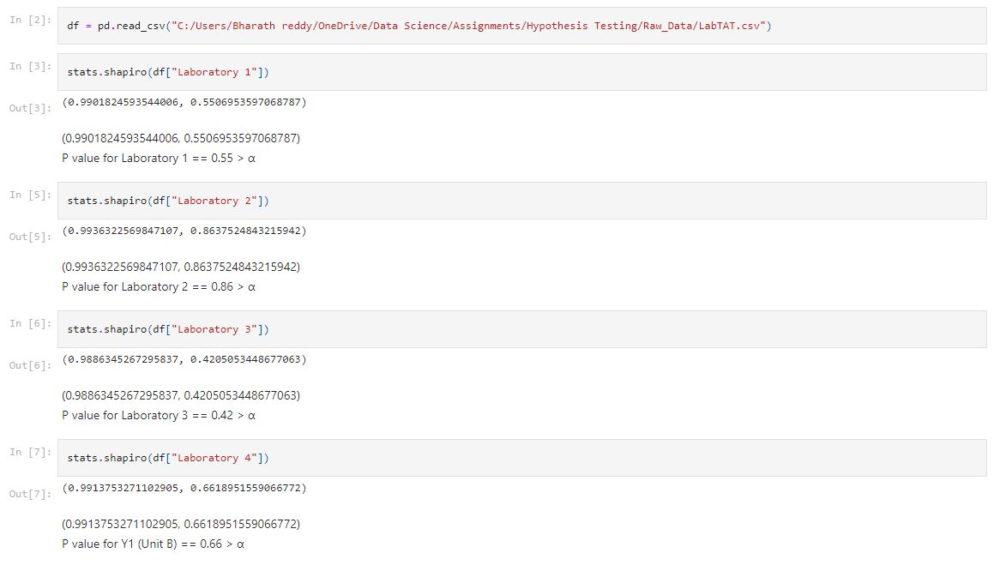 In [2]: df = pd.read_csv("C:/Users/Bharath reddy/OneDrive/Data Science/Assignments/Hypothesis Testing/Raw_Data/LabTAT.csv")
In [3]: stats.shapiro(df["Laboratory 1"])
Out[3]: (0.9901824593544006, 0.5506953597068787)
(0.9901824593544006, 0.5506953597068787)
P value for Laboratory 1 == 0.55 > α
In [5]: stats.shapiro(df["Laboratory 2"])
Out[5]: (0.9936322569847107, 0.8637524843215942)
(0.9936322569847107, 0.8637524843215942)
P value for Laboratory 2 == 0.86 > α
In [6]: stats.shapiro(df["Laboratory 3"])
Out[6]: (0.9886345267295837, 0.4205053448677063)
(0.9886345267295837, 0.4205053448677063)
P value for Laboratory 3 == 0.42 > α
In [7]: stats.shapiro(df["Laboratory 4"])
Out[7]: (0.9913753271102905, 0.6618951559066772)
(0.9913753271102905, 0.6618951559066772)
P value for Y1 (Unit B) == 0.66 > α